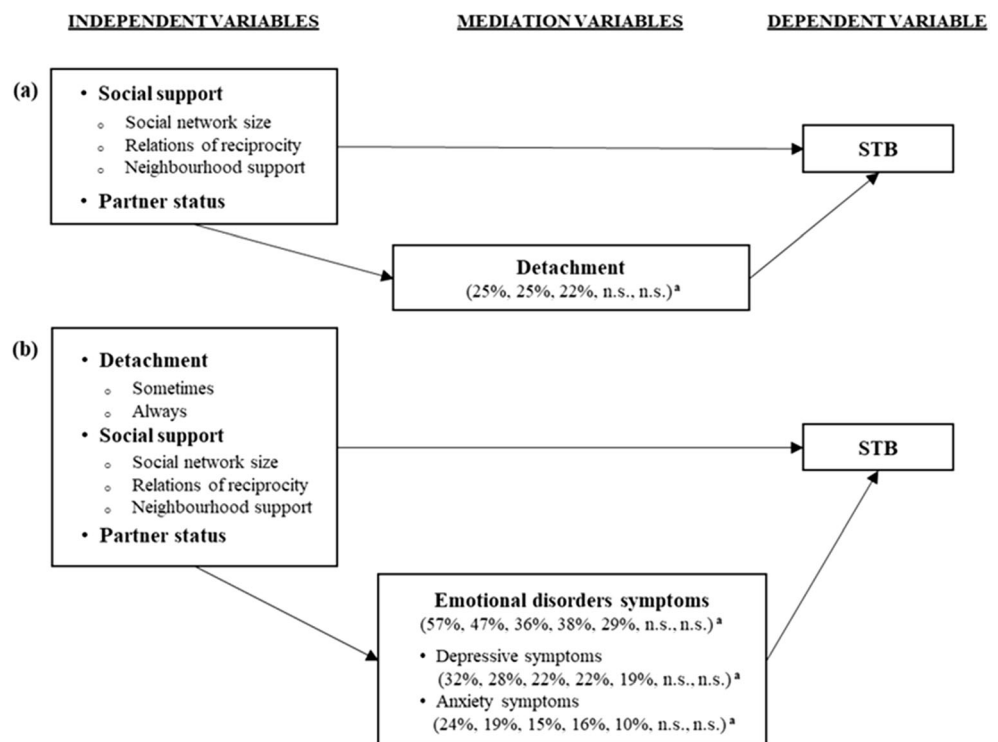 INDEPENDENT VARIABLES
MEDIATION VARIABLES
DEPENDENT VARIABLE
(a)
• Social support
○ Social network size
○ Relations of reciprocity
○ Neighbourhood support
• Partner status
STB
Detachment
(25%, 25%, 22%, n.s., n.s.) a
(b)
• Detachment
○ Sometimes
○ Always
• Social support
○ Social network size
○ Relations of reciprocity
○ Neighbourhood support
• Partner status
STB
Emotional disorders symptoms
(57%, 47%, 36%, 38%, 29%, n.s., n.s.) a
• Depressive symptoms
(32%, 28%, 22%, 22%, 19%, n.s., n.s.) a
• Anxiety symptoms
(24%, 19%, 15%, 16%, 10%, n.s., n.s.) a